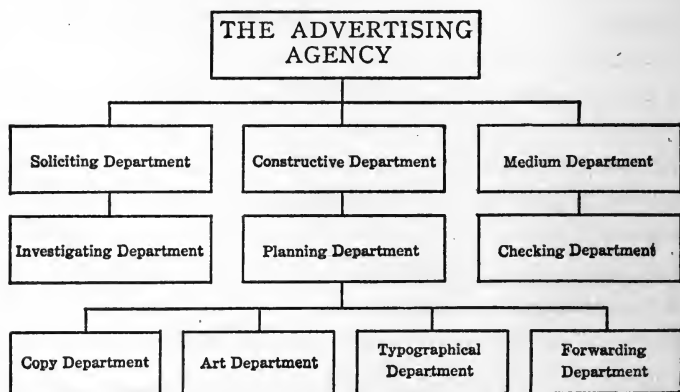 THE ADVERTISING
AGENCY
Soliciting Department
Constructive Department
Medium Department
Investigating Department
Planning Department
Checking Department
Copy Department
Art Department
Typographical
Department
Forwarding
Department